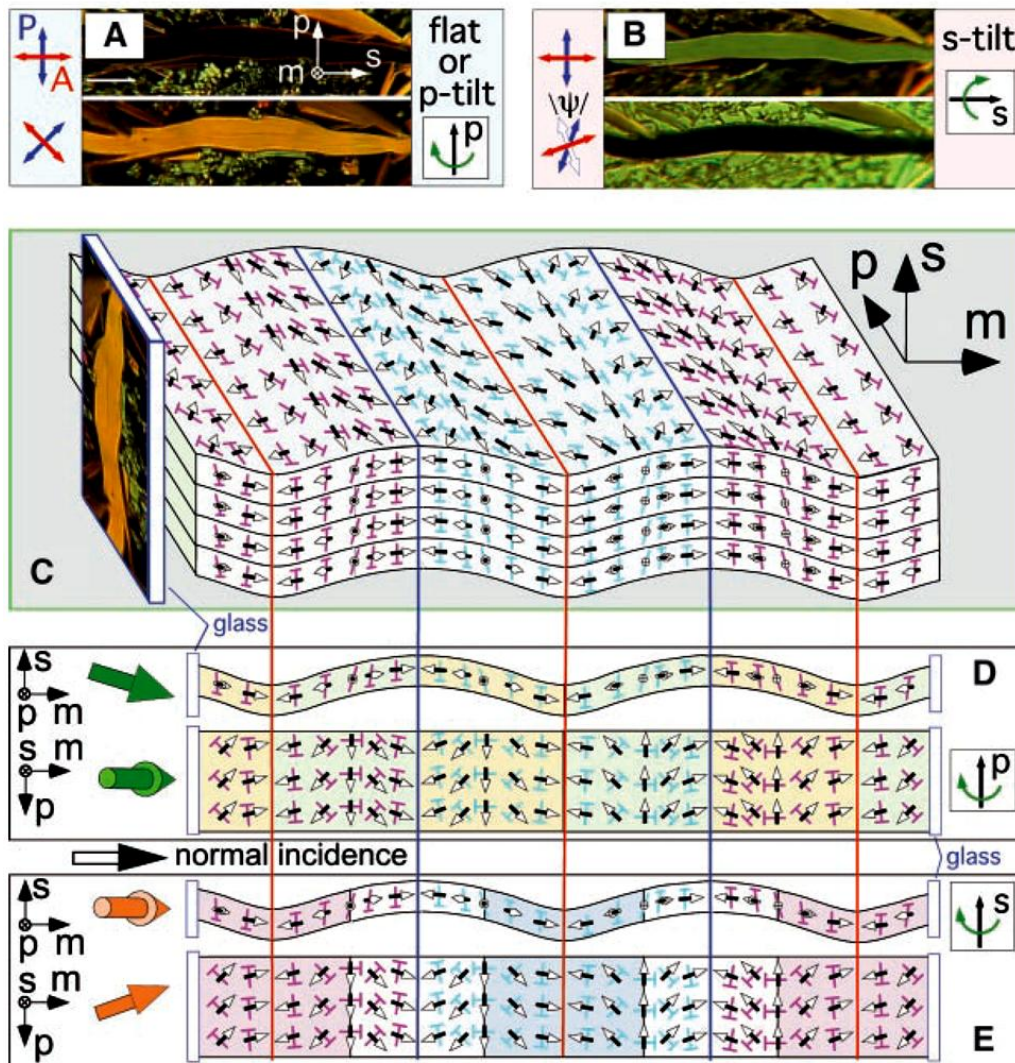 P
A
A
p
s
m
flat
or
p-tilt
p
B
\ψ/
s-tilt
s
p
s
m
C
glass
s
p m
s m
p
D
p
normal incidence
glass
s
p m
s m
p
s
E